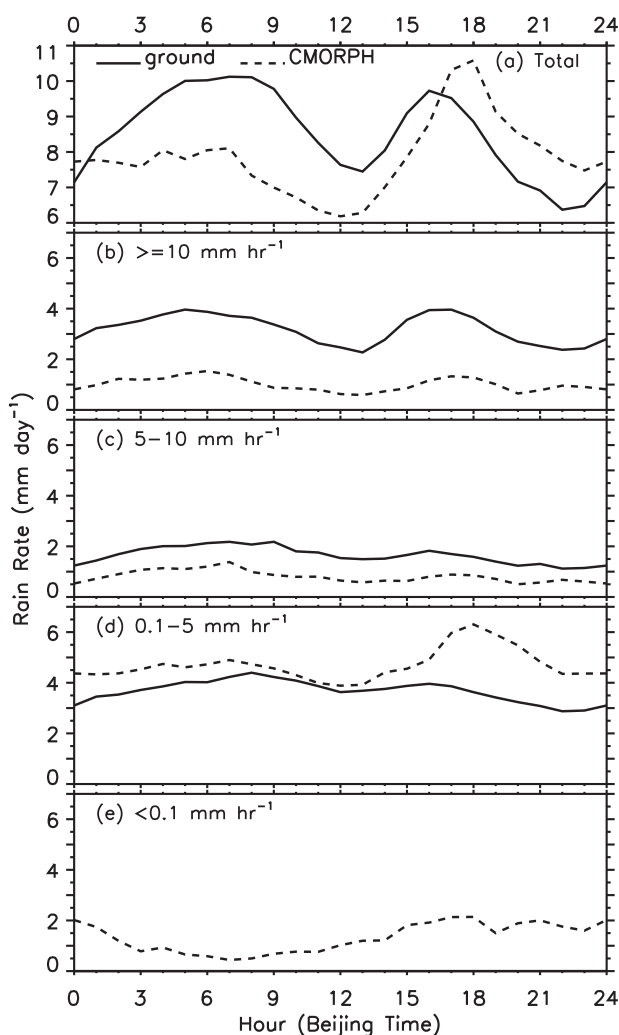 0 3 6 9 12 15 18 21 24
ground CMORPH (a) Total
11
10
9
8
7
6
(b) >=10 mm hr⁻¹
6
4
2
0
(c) 5–10 mm hr⁻¹
6
4
2
0
(d) 0.1–5 mm hr⁻¹
6
4
2
0
(e) <0.1 mm hr⁻¹
6
4
2
0
Rain Rate (mm day⁻¹)
0 3 6 9 12 15 18 21 24
Hour (Beijing Time)